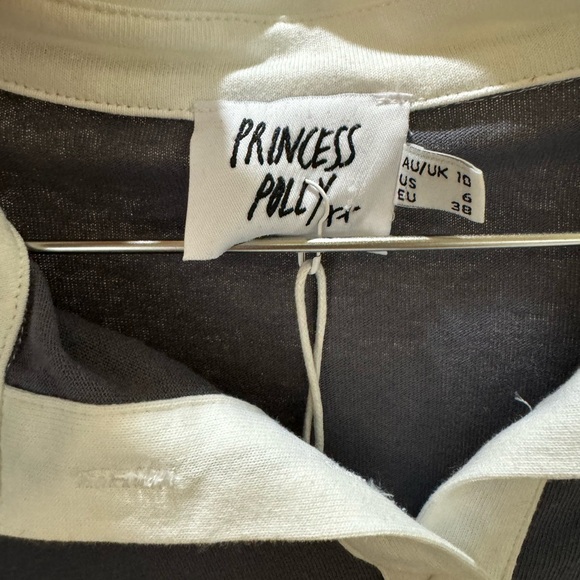 PRINCESS
POLLY
AU/UK 10
US 6
EU 38